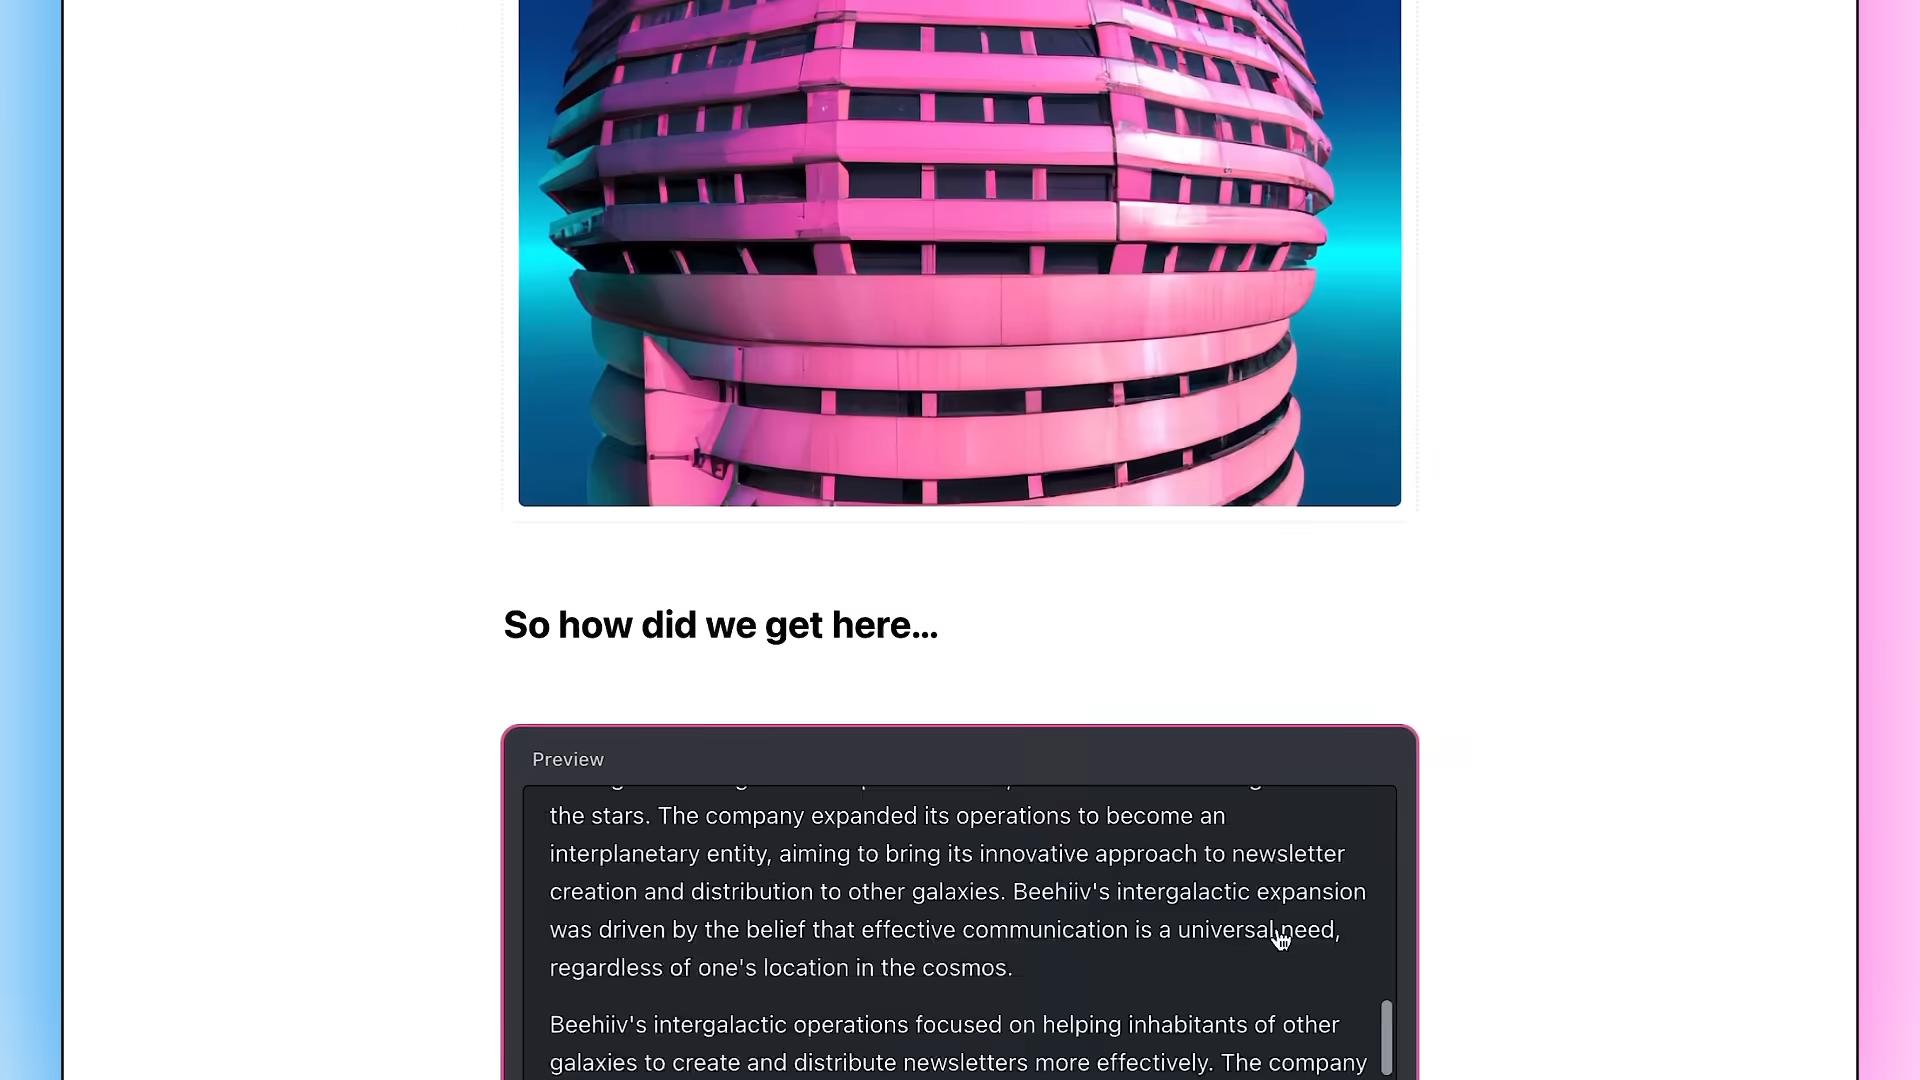 So how did we get here...
Preview
the stars. The company expanded its operations to become an
interplanetary entity, aiming to bring its innovative approach to newsletter
creation and distribution to other galaxies. Beehiiv's intergalactic expansion
was driven by the belief that effective communication is a universal need,
regardless of one's location in the cosmos.
Beehiiv's intergalactic operations focused on helping inhabitants of other
galaxies to create and distribute newsletters more effectively. The company